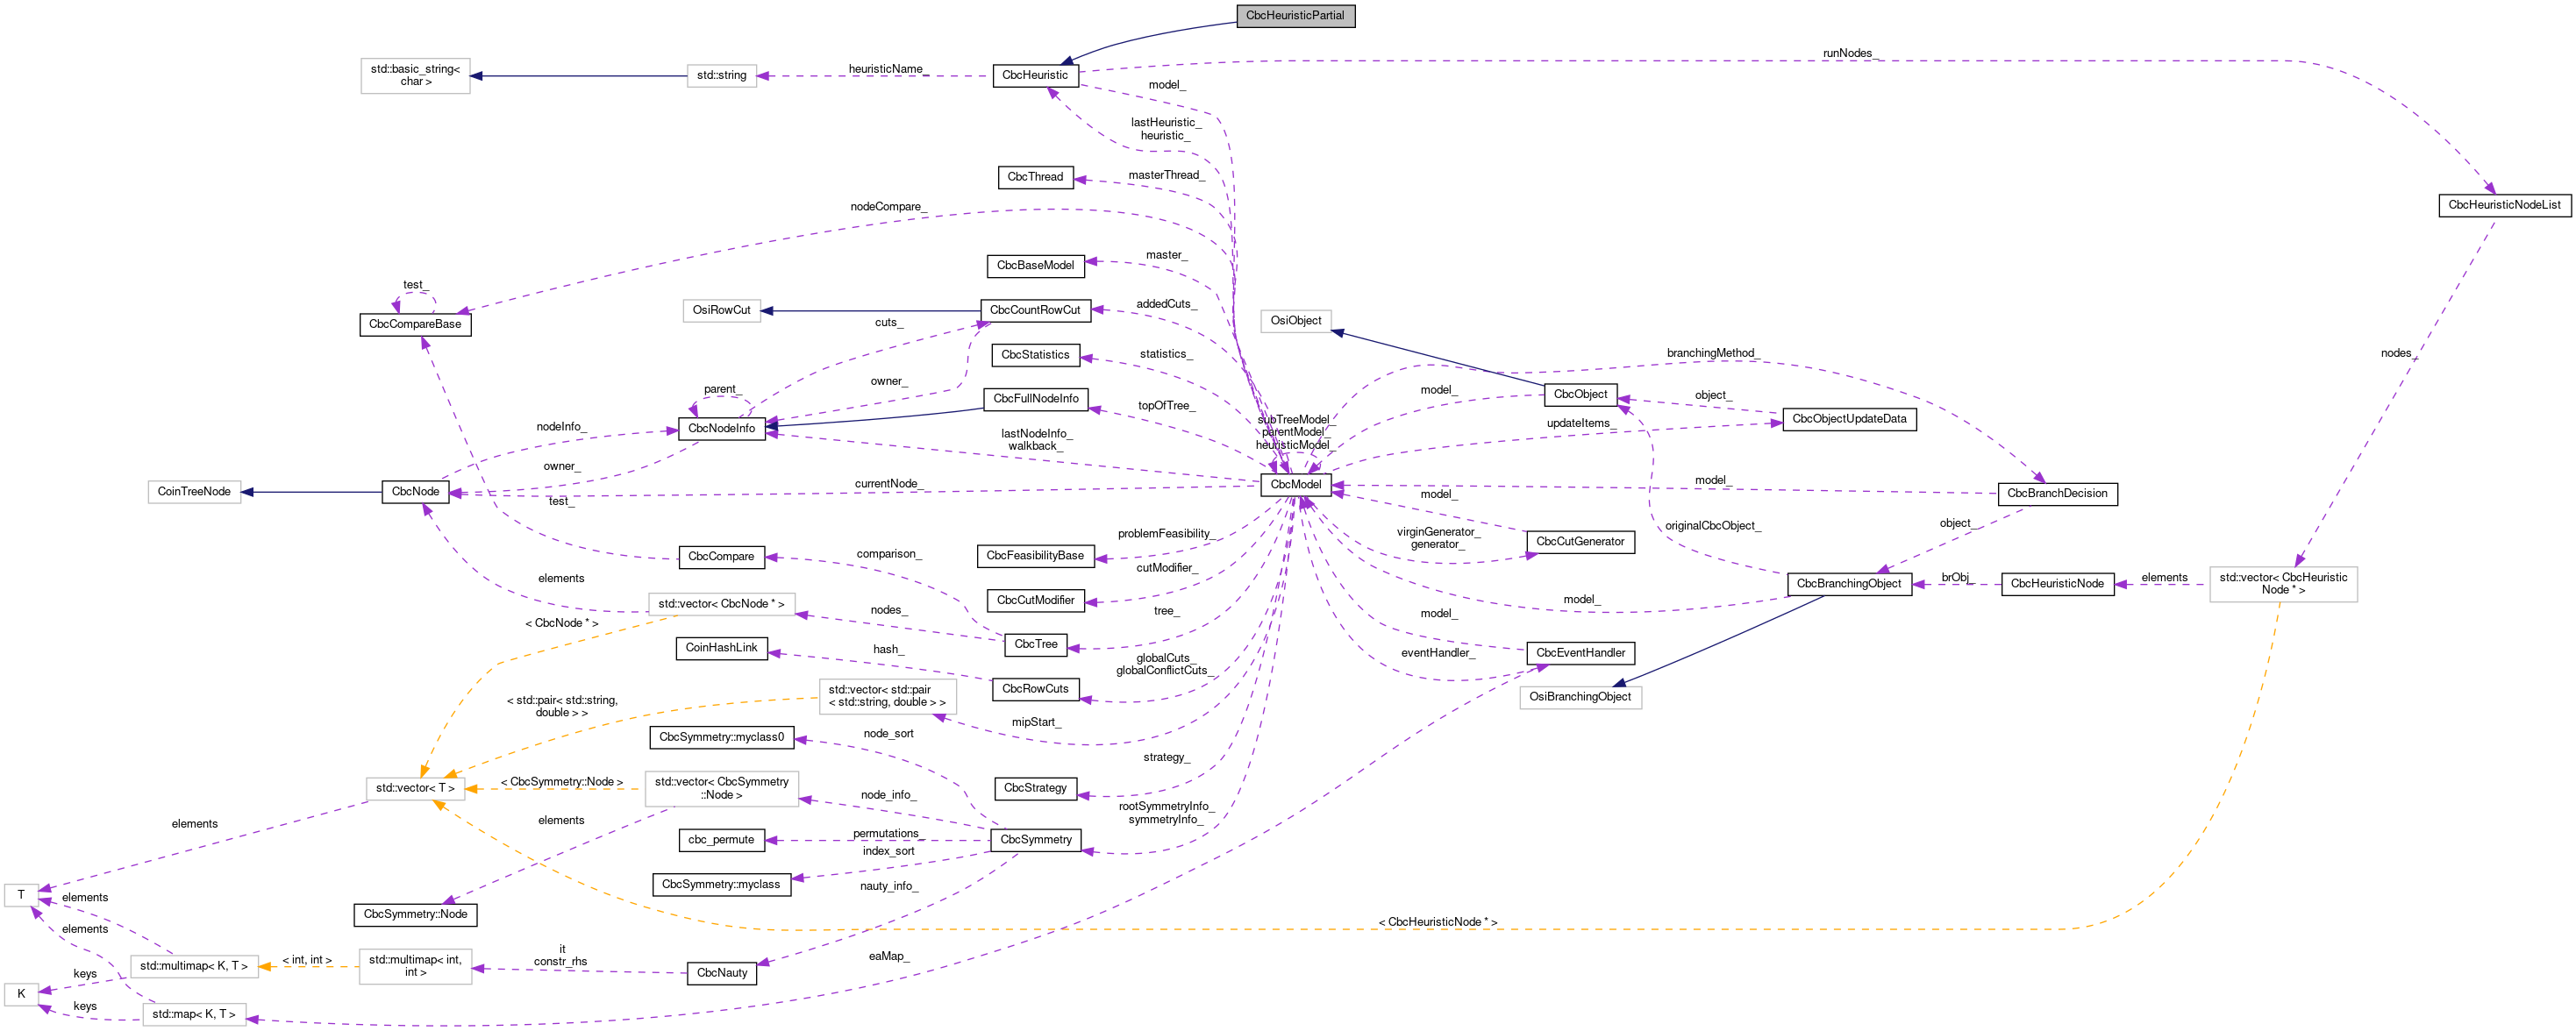 CbcHeuristicPartial
runNodes_
std::basic_string<
char >
std::string
heuristicName_
CbcHeuristic
model_
lastHeuristic_
heuristic_
CbcThread
masterThread_
CbcHeuristicNodeList
nodeCompare_
CbcBaseModel
master_
test_
CbcCompareBase
OsiRowCut
CbcCountRowCut
addedCuts_
cuts_
OsiObject
CbcStatistics
statistics_
branchingMethod_
nodes_
owner_
parent_
CbcFullNodeInfo
topOfTree_
model_
CbcObject
object_
CbcObjectUpdateData
updateItems_
nodeInfo_
CbcNodeInfo
lastNodeInfo_
walkback_
subTreeModel_
parentModel_
heuristicModel_
owner_
CoinTreeNode
CbcNode
currentNode_
CbcModel
model_
model_
CbcBranchDecision
test_
originalCbcObject_
object_
problemFeasibility_
virginGenerator_
generator_
CbcCutGenerator
CbcCompare
comparison_
CbcFeasibilityBase
cutModifier_
elements
CbcBranchingObject
brObj_
CbcHeuristicNode
elements
std::vector< CbcHeuristic
Node * >
std::vector< CbcNode * >
nodes_
CbcCutModifier
tree_
model_
model_
< CbcNode * >
CoinHashLink
hash_
CbcTree
globalCuts_
globalConflictCuts_
eventHandler_
CbcEventHandler
CbcRowCuts
std::vector< std::pair
< std::string, double > >
OsiBranchingObject
< std::pair< std::string,
double > >
mipStart_
CbcSymmetry::myclass0
node_sort
strategy_
std::vector< T >
< CbcSymmetry::Node >
std::vector< CbcSymmetry
::Node >
node_info_
CbcStrategy
rootSymmetryInfo_
symmetryInfo_
elements
elements
cbc_permute
permutations_
CbcSymmetry
index_sort
CbcSymmetry::myclass
nauty_info_
T
elements
CbcSymmetry::Node
< CbcHeuristicNode * >
elements
it
constr_rhs
std::multimap< K, T >
< int, int >
std::multimap< int,
int >
CbcNauty
eaMap_
keys
K
keys
std::map< K, T >